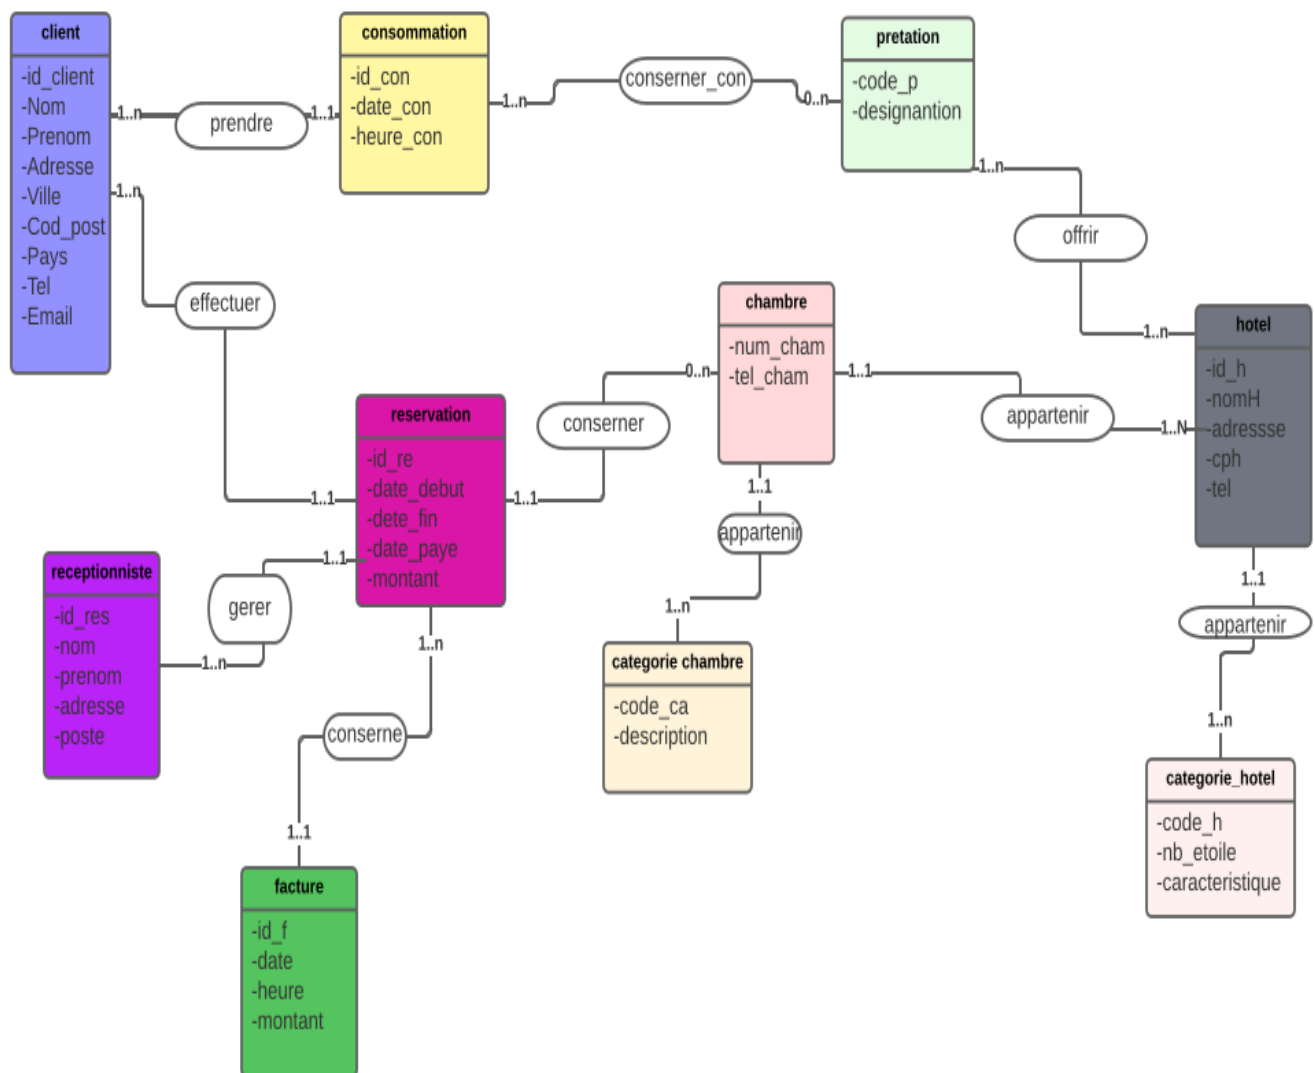 client
-id_client
-Nom
-Prenom
-Adresse
-Ville
-Cod_post
-Pays
-Tel
-Email
1..n
prendre
1..1
consommation
-id_con
-date_con
-heure_con
1..n
conserner_con
0..n
pretation
-code_p
-designantion
1..n
offrir
1..n
1..n
effectuer
1..1
chambre
-num_cham
-tel_cham
0..n
conserner
1..1
1..1
appartenir
1..N
hotel
-id_h
-nomH
-adressse
-cph
-tel
reservation
-id_re
-date_debut
-dete_fin
-date_paye
-montant
1..1
gerer
1..n
receptionniste
-id_res
-nom
-prenom
-adresse
-poste
1..1
appartenir
1..n
categorie chambre
-code_ca
-description
1..1
appartenir
1..n
categorie_hotel
-code_h
-nb_etoile
-caracteristique
1..n
conserne
1..1
facture
-id_f
-date
-heure
-montant